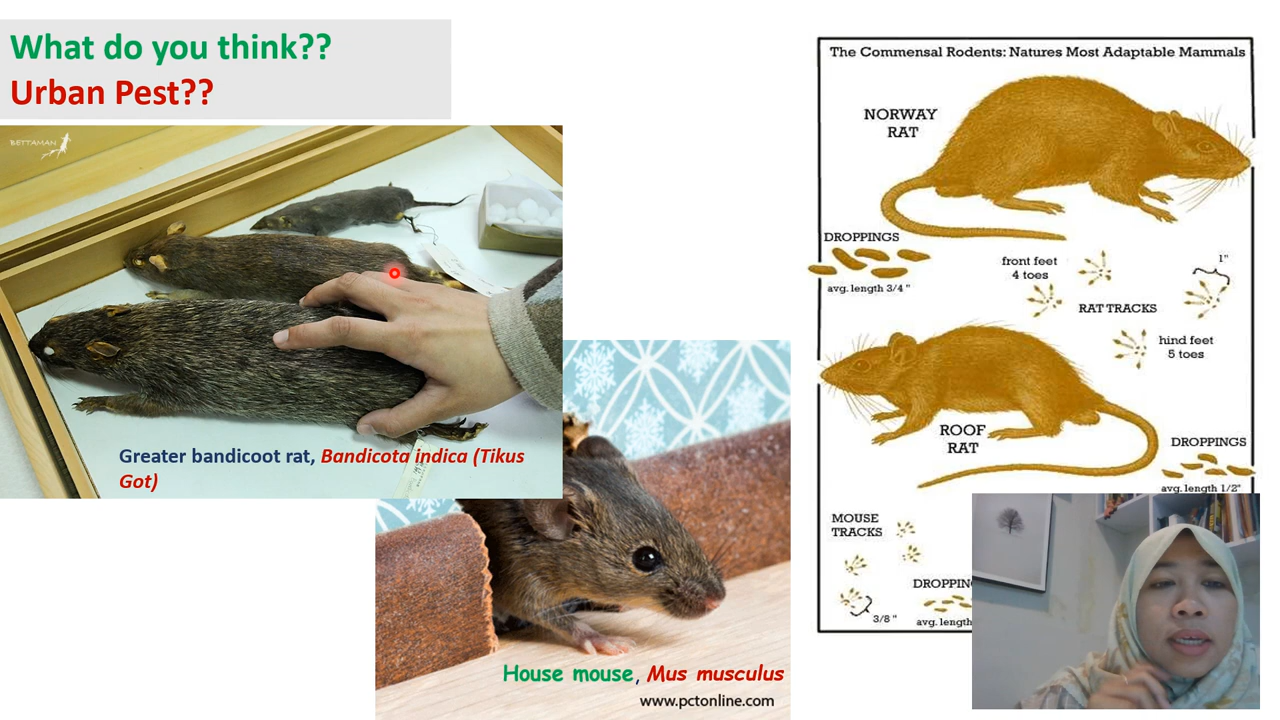 What do you think??
Urban Pest??
BETTAMAN
Greater bandicoot rat, Bandicota indica (Tikus
Got)
House mouse, Mus musculus
www.pctonline.com
The Commensal Rodents: Natures Most Adaptable Mammals
NORWAY
RAT
DROPPINGS
avg. length 3/4 "
front feet
4 toes
1"
RAT TRACKS
hind feet
5 toes
ROOF
RAT
DROPPINGS
avg. length 1/2"
MOUSE
TRACKS
3/8 "
avg.